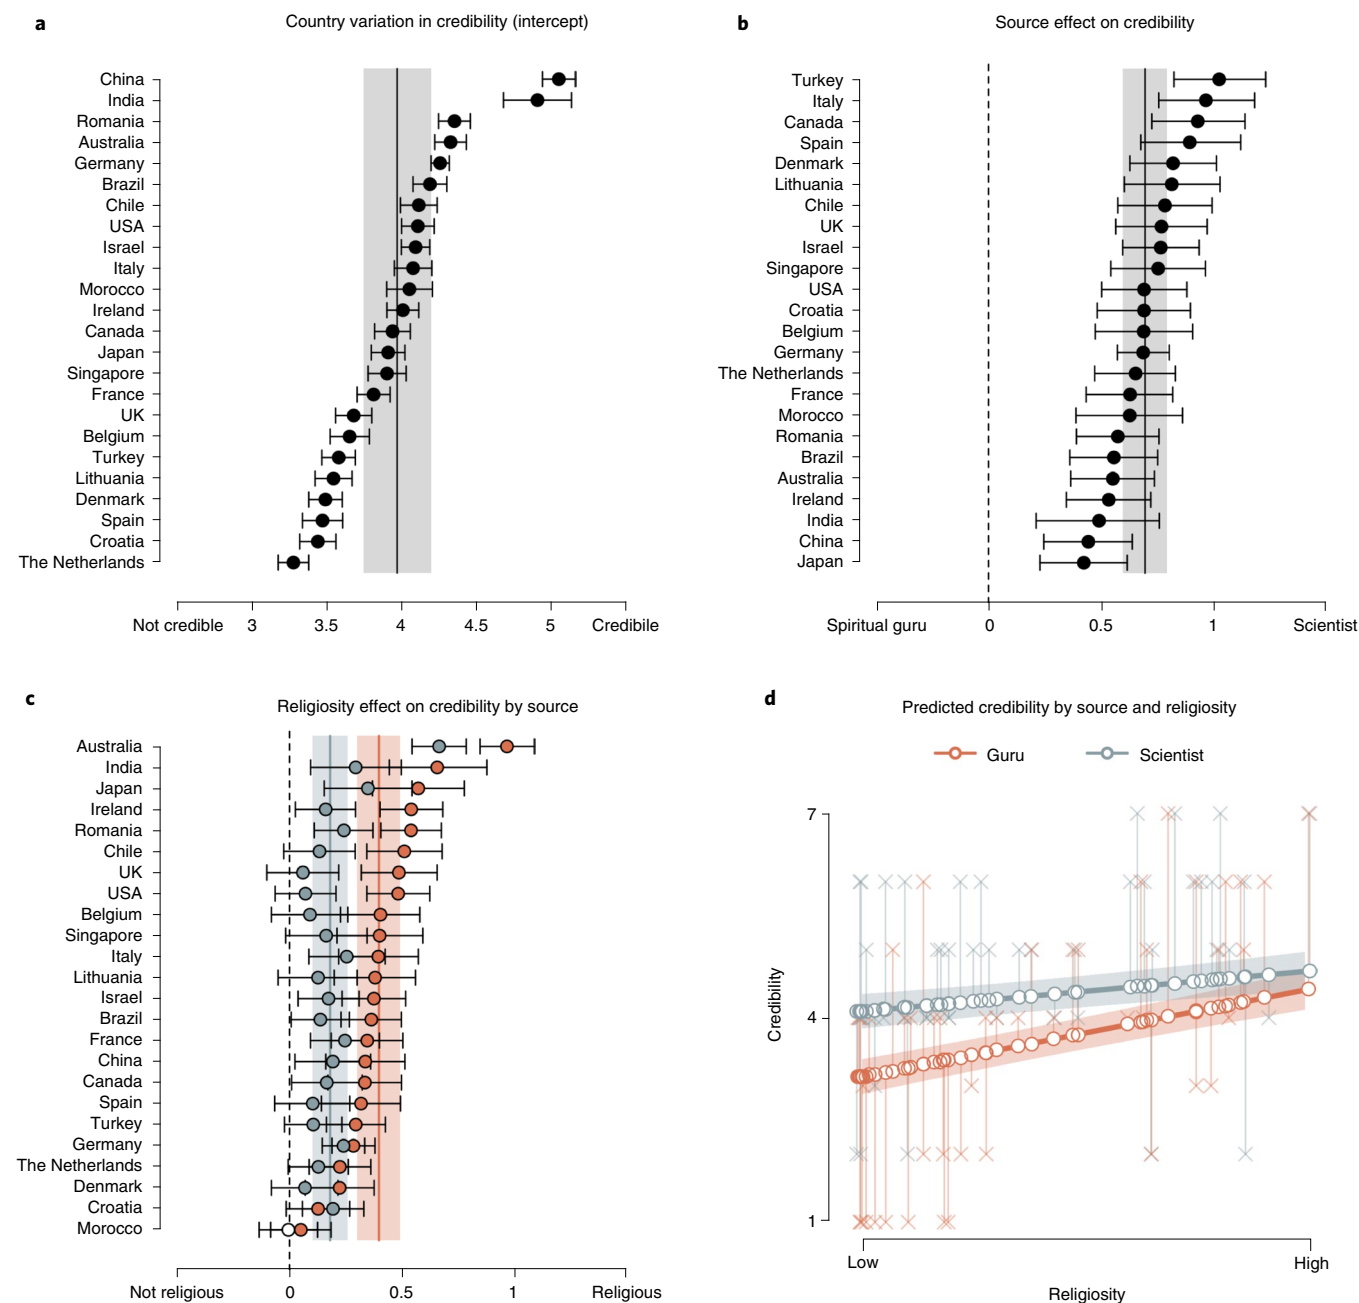 a
Country variation in credibility (intercept)
China
India
Romania
Australia
Germany
Brazil
Chile
USA
Israel
Italy
Morocco
Ireland
Canada
Japan
Singapore
France
UK
Belgium
Turkey
Lithuania
Denmark
Spain
Croatia
The Netherlands
Not credible 3 3.5 4 4.5 5 Credibile
b
Source effect on credibility
Turkey
Italy
Canada
Spain
Denmark
Lithuania
Chile
UK
Israel
Singapore
USA
Croatia
Belgium
Germany
The Netherlands
France
Morocco
Romania
Brazil
Australia
Ireland
India
China
Japan
Spiritual guru 0 0.5 1 Scientist
c
Religiosity effect on credibility by source
Australia
India
Japan
Ireland
Romania
Chile
UK
USA
Belgium
Singapore
Italy
Lithuania
Israel
Brazil
France
China
Canada
Spain
Turkey
Germany
The Netherlands
Denmark
Croatia
Morocco
Not religious 0 0.5 1 Religious
d
Predicted credibility by source and religiosity
Guru Scientist
7
4
1
Credibility
Low High
Religiosity